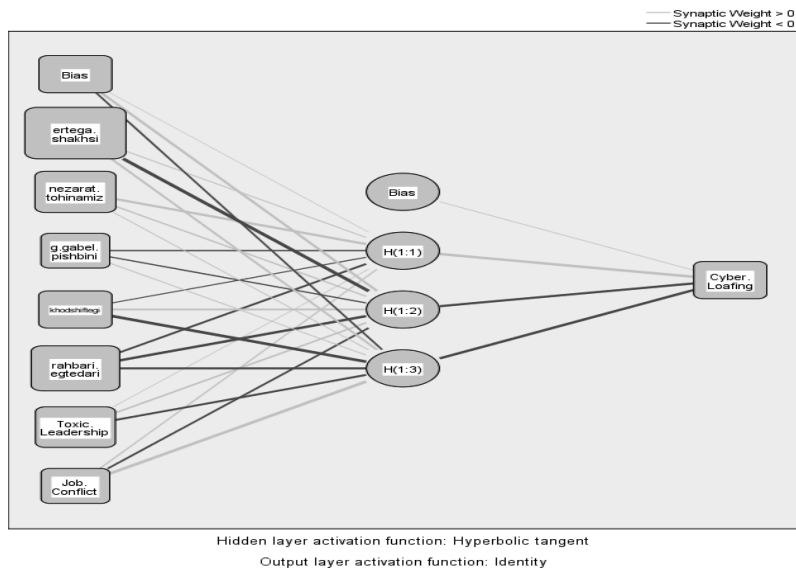 Synaptic Weight > 0
Synaptic Weight < 0
Bias
ertega.
shakhsi
nezarat.
tohinamiz
g.gabel.
pishbini
khodshiftegi
rahbari.
egtedari
Toxic.
Leadership
Job.
Conflict
Bias
H(1:1)
H(1:2)
H(1:3)
Cyber.
Loafing
Hidden layer activation function: Hyperbolic tangent
Output layer activation function: Identity